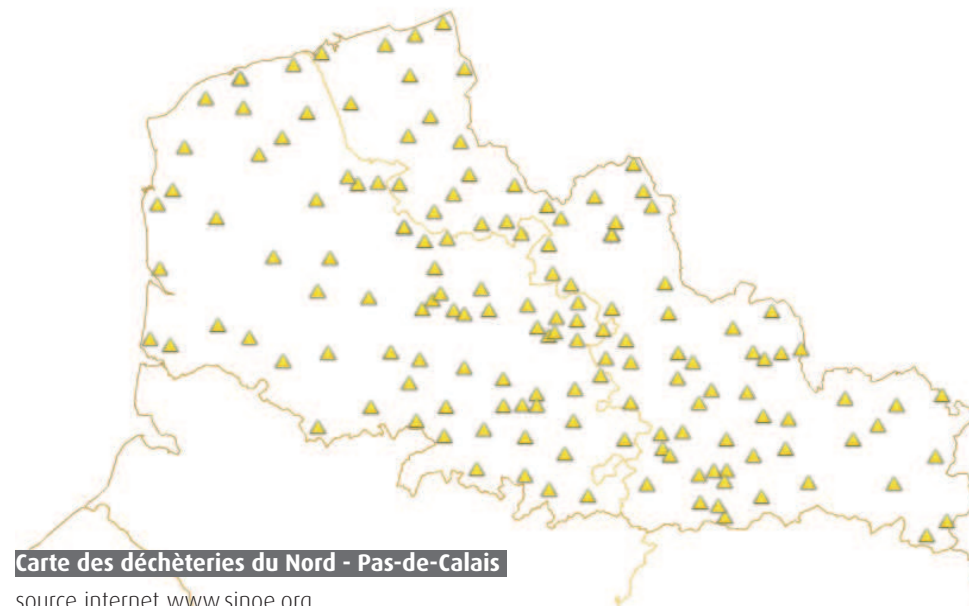 Carte des déchèteries du Nord - Pas-de-Calais
source internet www.sinoe.org